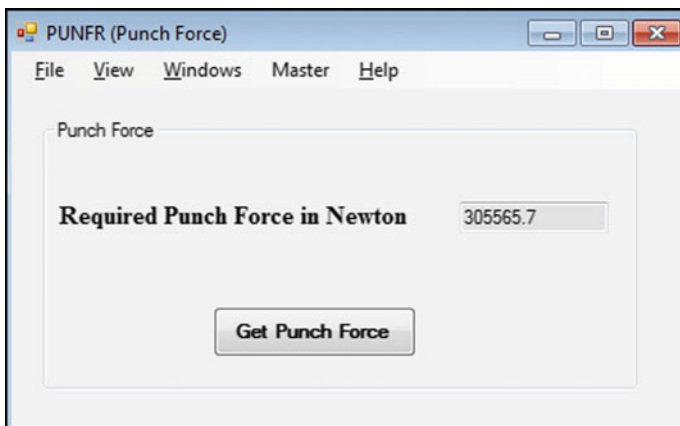 PUNFR (Punch Force)
File View Windows Master Help
Punch Force
Required Punch Force in Newton 305565.7
Get Punch Force